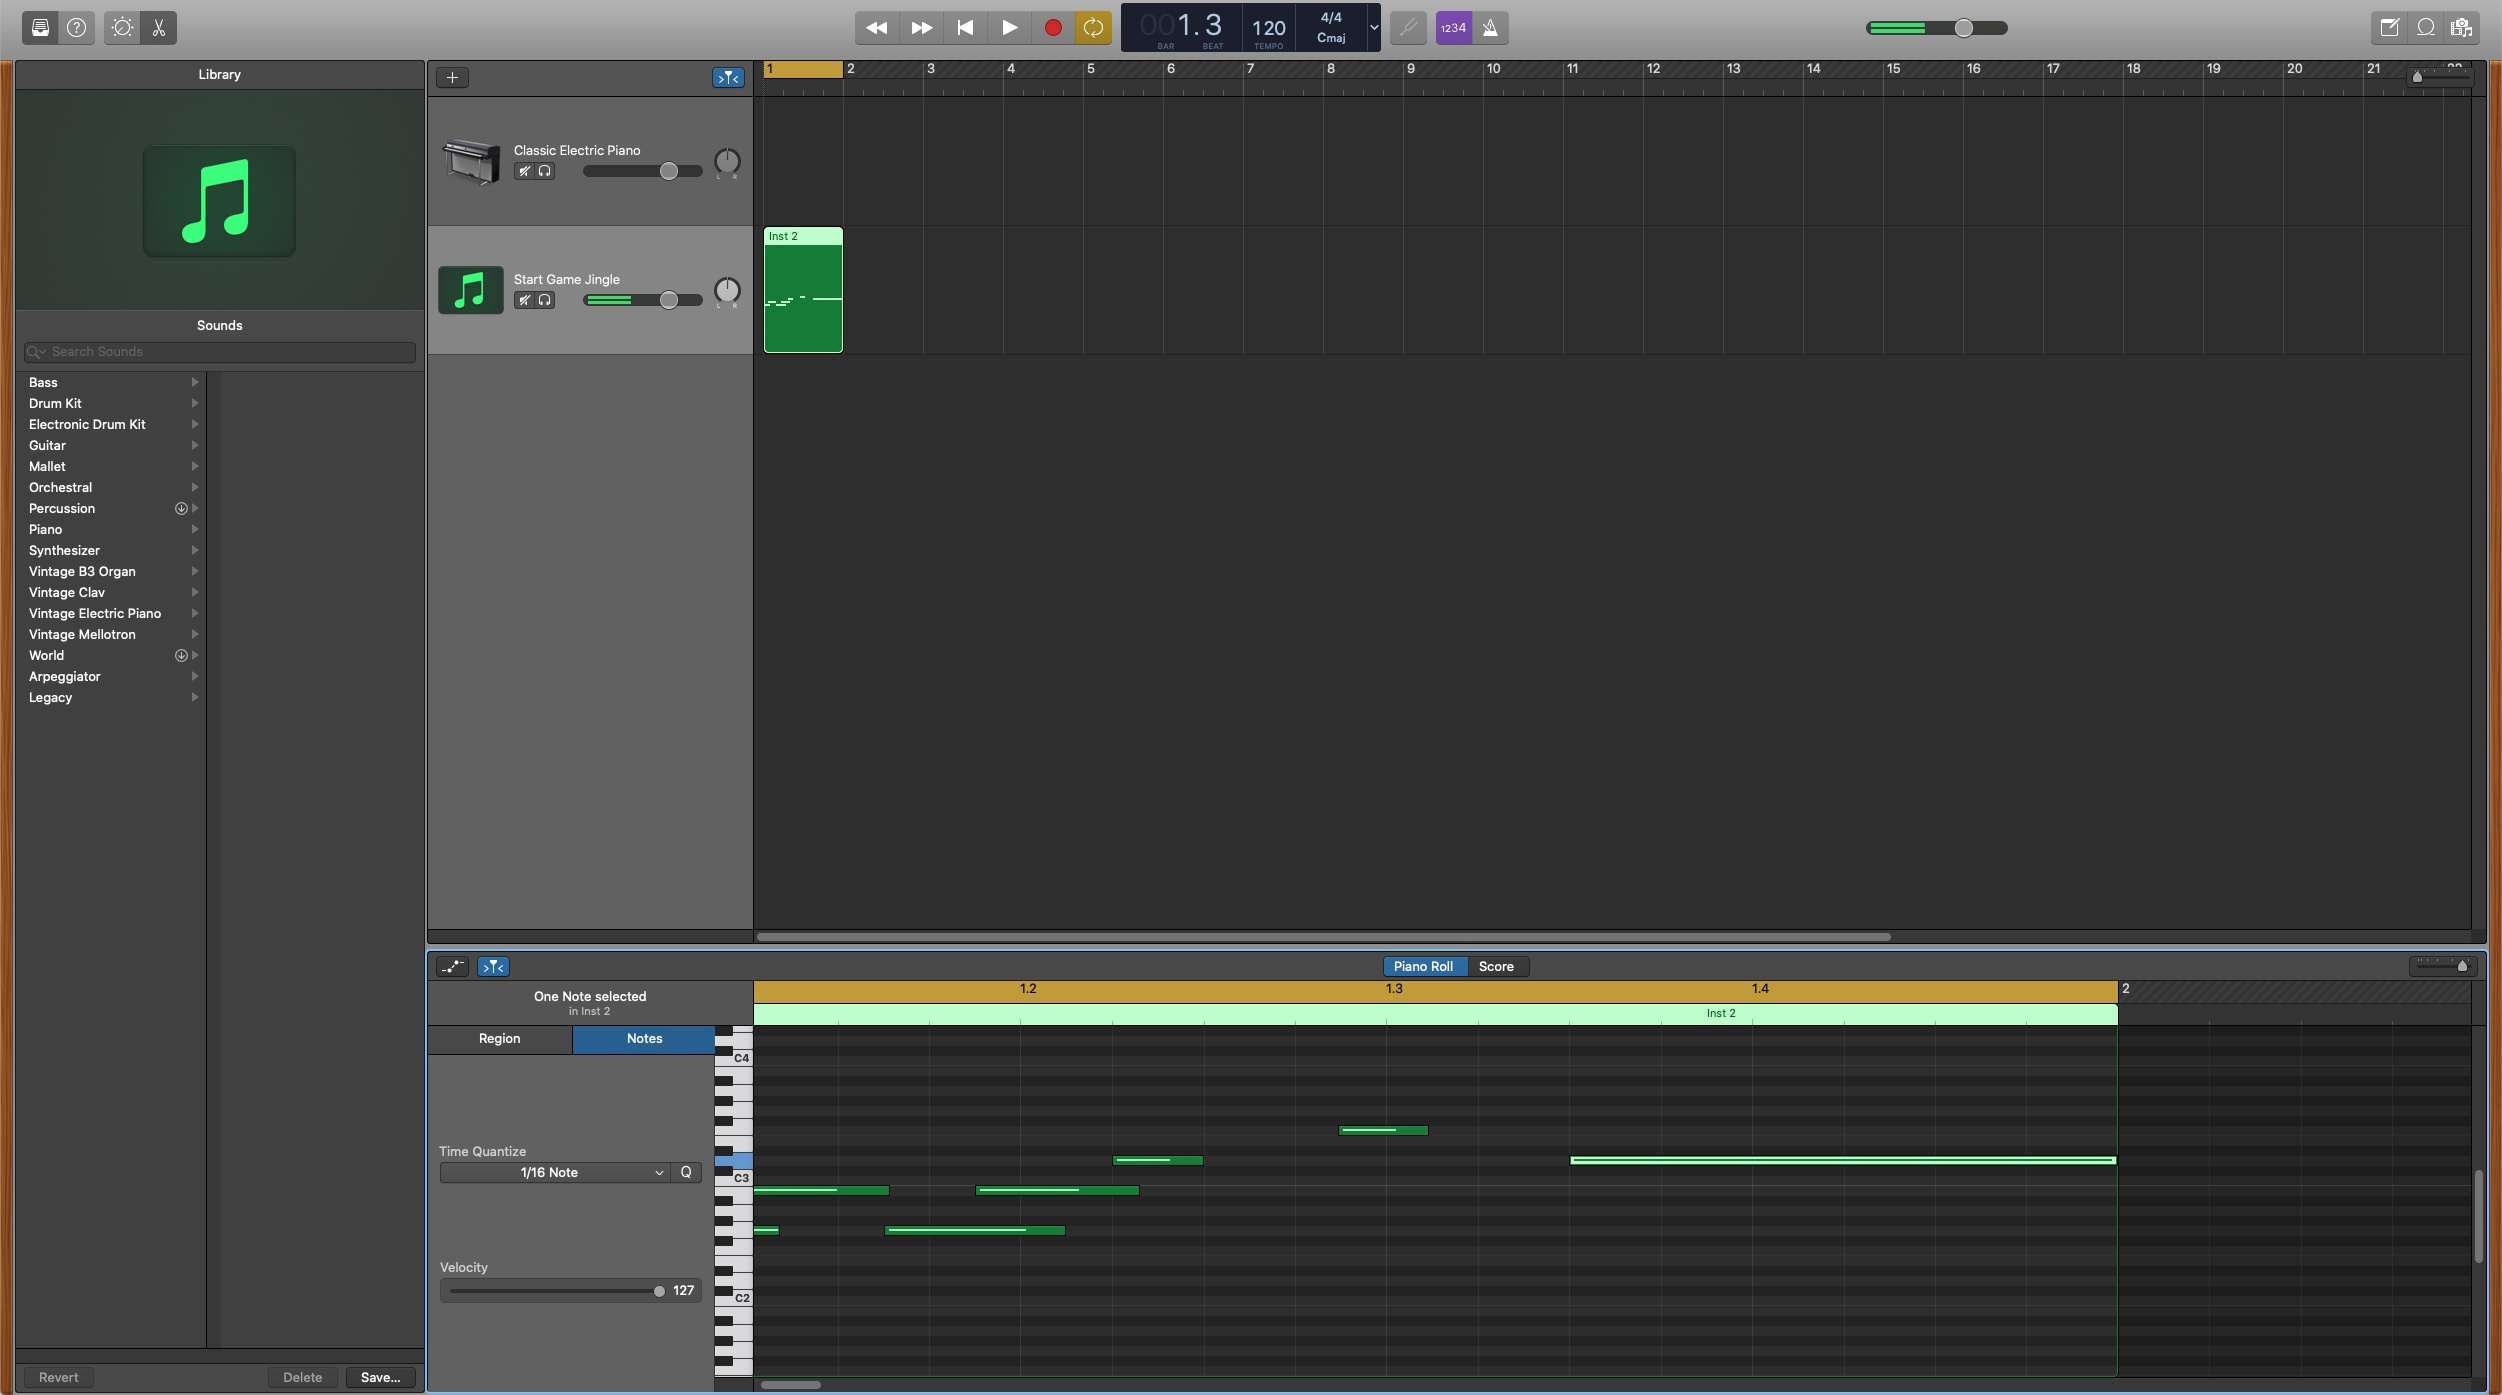 001.3
BAR BEAT
120
TEMPO
4/4
Cmaj
1234
Library
Sounds
Search Sounds
Bass
Drum Kit
Electronic Drum Kit
Guitar
Mallet
Orchestral
Percussion
Piano
Synthesizer
Vintage B3 Organ
Vintage Clav
Vintage Electric Piano
Vintage Mellotron
World
Arpeggiator
Legacy
Revert Delete Save...
1 2 3 4 5 6 7 8 9 10 11 12 13 14 15 16 17 18 19 20 21
Classic Electric Piano
L R
Inst 2
Start Game Jingle
L R
Piano Roll Score
One Note selected
in Inst 2
1.2 1.3 1.4 2
Inst 2
Region Notes
C4
Time Quantize
1/16 Note Q
C3
Velocity
127
C2